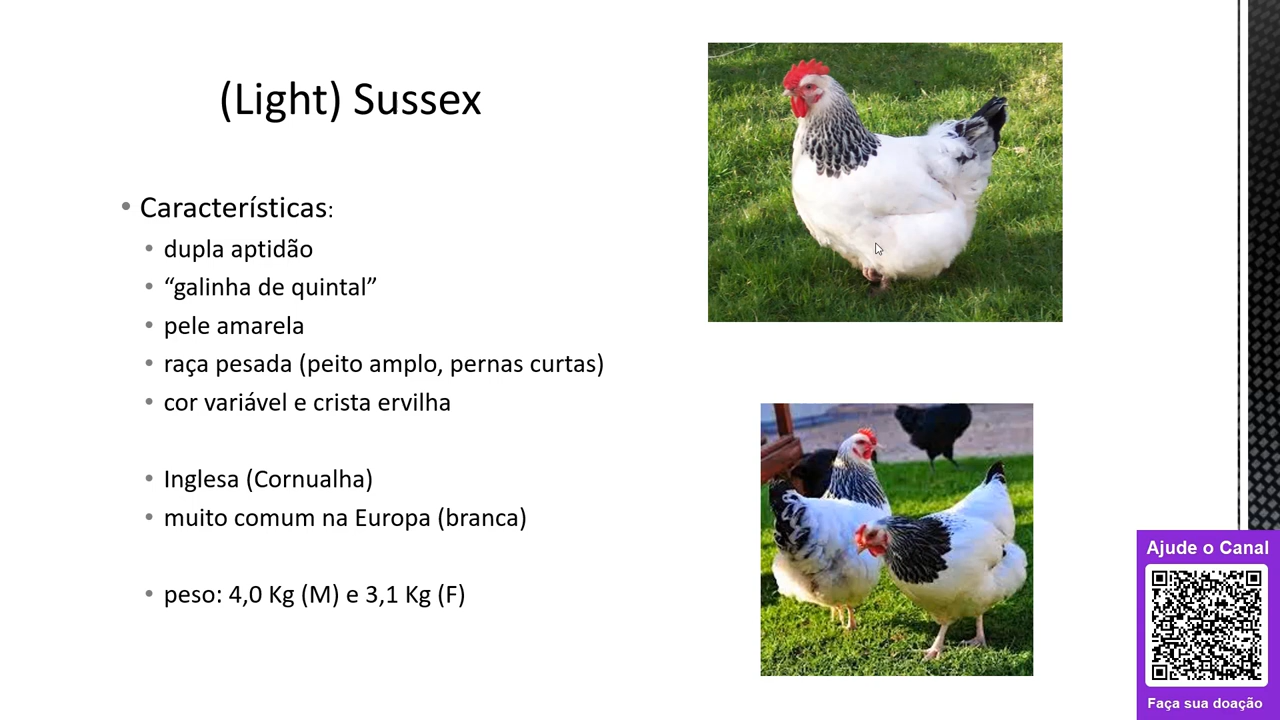 (Light) Sussex
• Características:
• dupla aptidão
• “galinha de quintal”
• pele amarela
• raça pesada (peito amplo, pernas curtas)
• cor variável e crista ervilha
• Inglesa (Cornualha)
• muito comum na Europa (branca)
• peso: 4,0 Kg (M) e 3,1 Kg (F)
Ajude o Canal
Faça sua doação